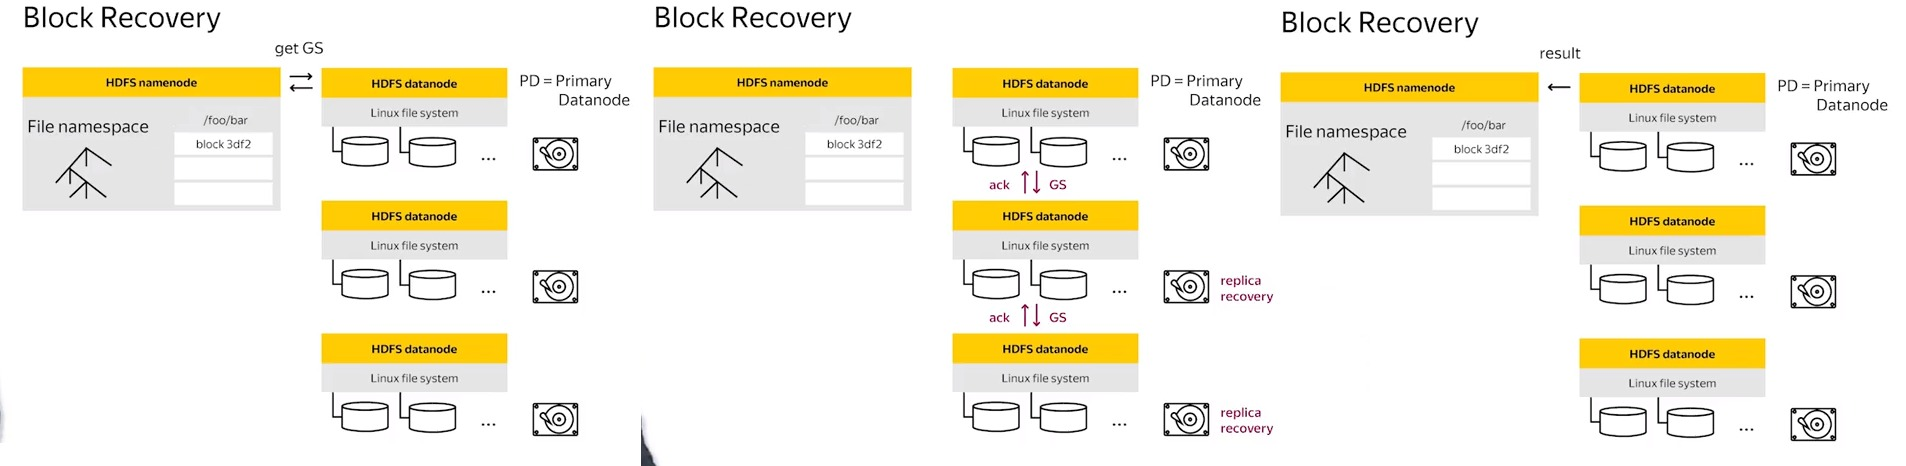 Block Recovery
get GS
HDFS namenode
File namespace
/foo/bar
block 3df2
HDFS datanode
Linux file system
...
PD = Primary
Datanode
HDFS datanode
Linux file system
...
HDFS datanode
Linux file system
...
Block Recovery
HDFS namenode
File namespace
/foo/bar
block 3df2
HDFS datanode
Linux file system
...
PD = Primary
Datanode
ack GS
HDFS datanode
Linux file system
...
replica
recovery
ack GS
HDFS datanode
Linux file system
...
replica
recovery
Block Recovery
result
HDFS namenode
File namespace
/foo/bar
block 3df2
HDFS datanode
Linux file system
...
PD = Primary
Datanode
HDFS datanode
Linux file system
...
HDFS datanode
Linux file system
...